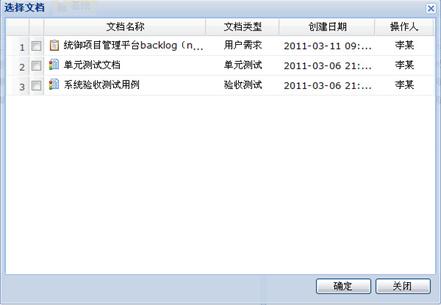 选择文档
文档名称 文档类型 创建日期 操作人
1 统御项目管理平台backlog（n,... 用户需求 2011-03-11 09:... 李某
2 单元测试文档 单元测试 2011-03-06 21:... 李某
3 系统验收测试用例 验收测试 2011-03-06 21:... 李某
确定 关闭